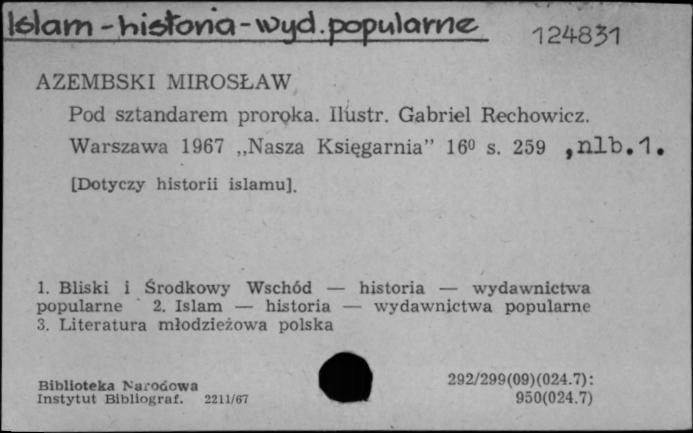 Islam - historia - wyd. popularne
124831
AZEMBSKI MIROSŁAW
Pod sztandarem proroka. Ilustr. Gabriel Rechowicz.
Warszawa 1967 „Nasza Księgarnia” 16⁰ s. 259 ,nlb.1.
[Dotyczy historii islamu].
1. Bliski i Środkowy Wschód — historia — wydawnictwa
popularne 2. Islam — historia — wydawnictwa popularne
3. Literatura młodzieżowa polska
Biblioteka Narodowa
Instytut Bibliograf. 2211/67
292/299(09)(024.7):
950(024.7)